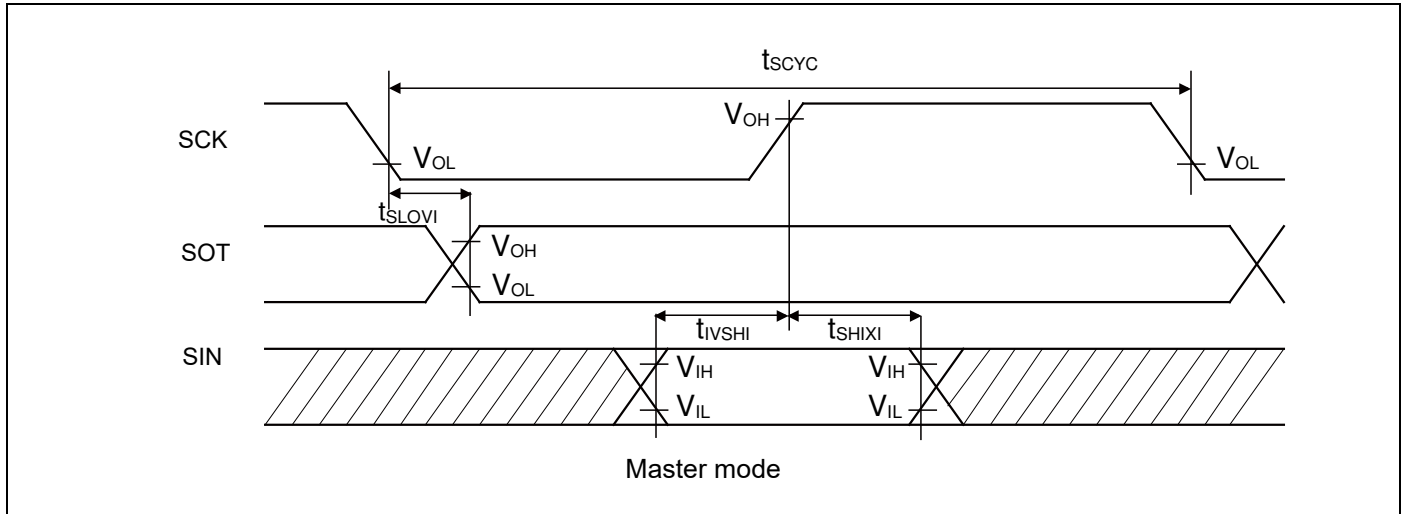 tSCYC
SCK
VOH
VOL
VOL
tSLOVI
SOT
VOH
VOL
tIVSHI
tSHIXI
SIN
VIH
VIH
VIL
VIL
Master mode